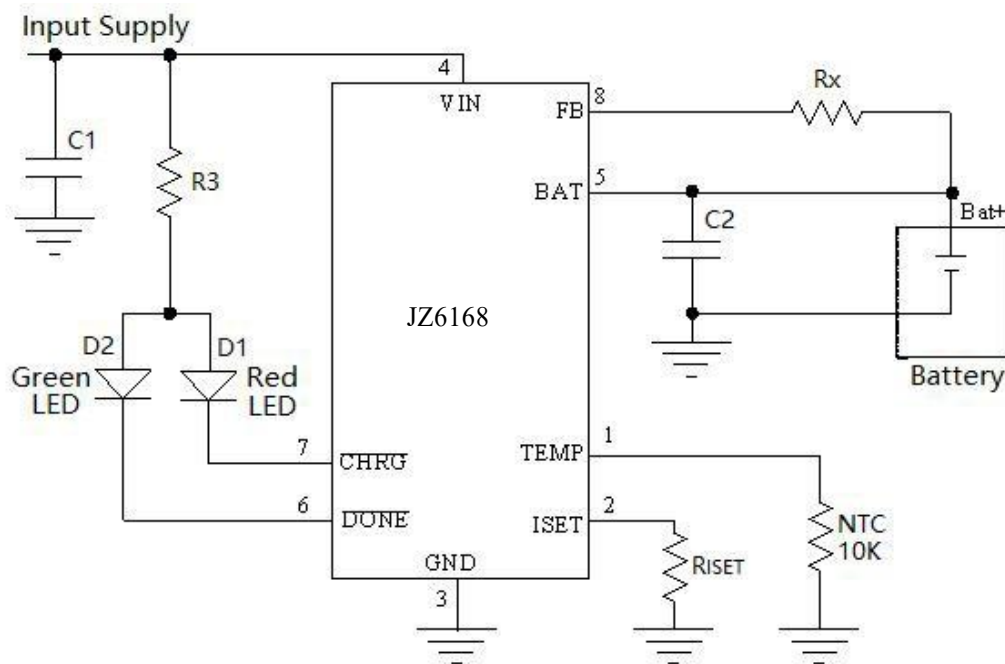 Input Supply
4
VIN
8
FB
Rx
C1
R3
5
BAT
C2
Bat+
JZ6168
D2
D1
Green
LED
Red
LED
Battery
7
CHRG
TEMP
1
6
DONE
ISET
2
NTC
10K
RISET
GND
3